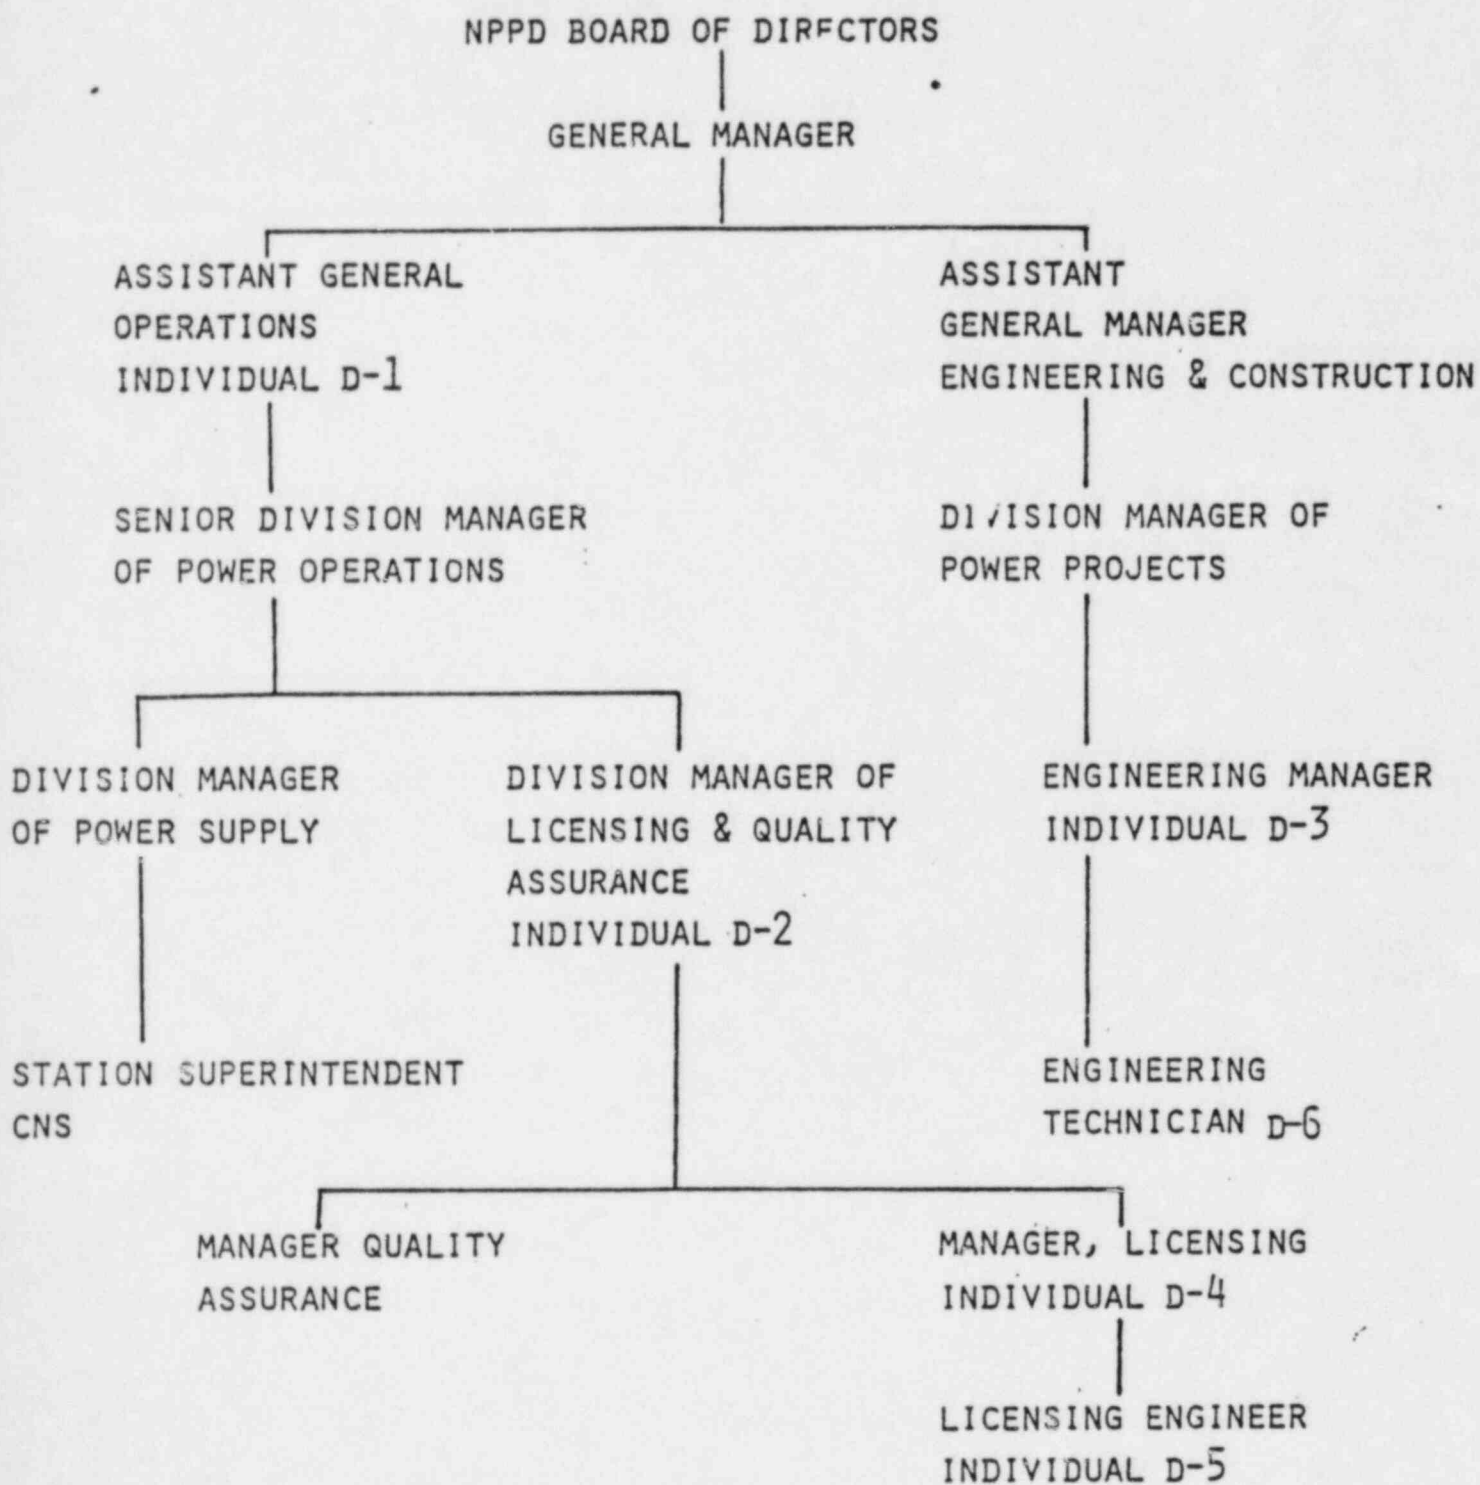 NPPD BOARD OF DIRECTORS
GENERAL MANAGER
ASSISTANT GENERAL
OPERATIONS
INDIVIDUAL D-1
ASSISTANT
GENERAL MANAGER
ENGINEERING & CONSTRUCTION
SENIOR DIVISION MANAGER
OF POWER OPERATIONS
DIVISION MANAGER OF
POWER PROJECTS
DIVISION MANAGER
OF POWER SUPPLY
DIVISION MANAGER OF
LICENSING & QUALITY
ASSURANCE
INDIVIDUAL D-2
ENGINEERING MANAGER
INDIVIDUAL D-3
STATION SUPERINTENDENT
CNS
ENGINEERING
TECHNICIAN D-6
MANAGER QUALITY
ASSURANCE
MANAGER, LICENSING
INDIVIDUAL D-4
LICENSING ENGINEER
INDIVIDUAL D-5